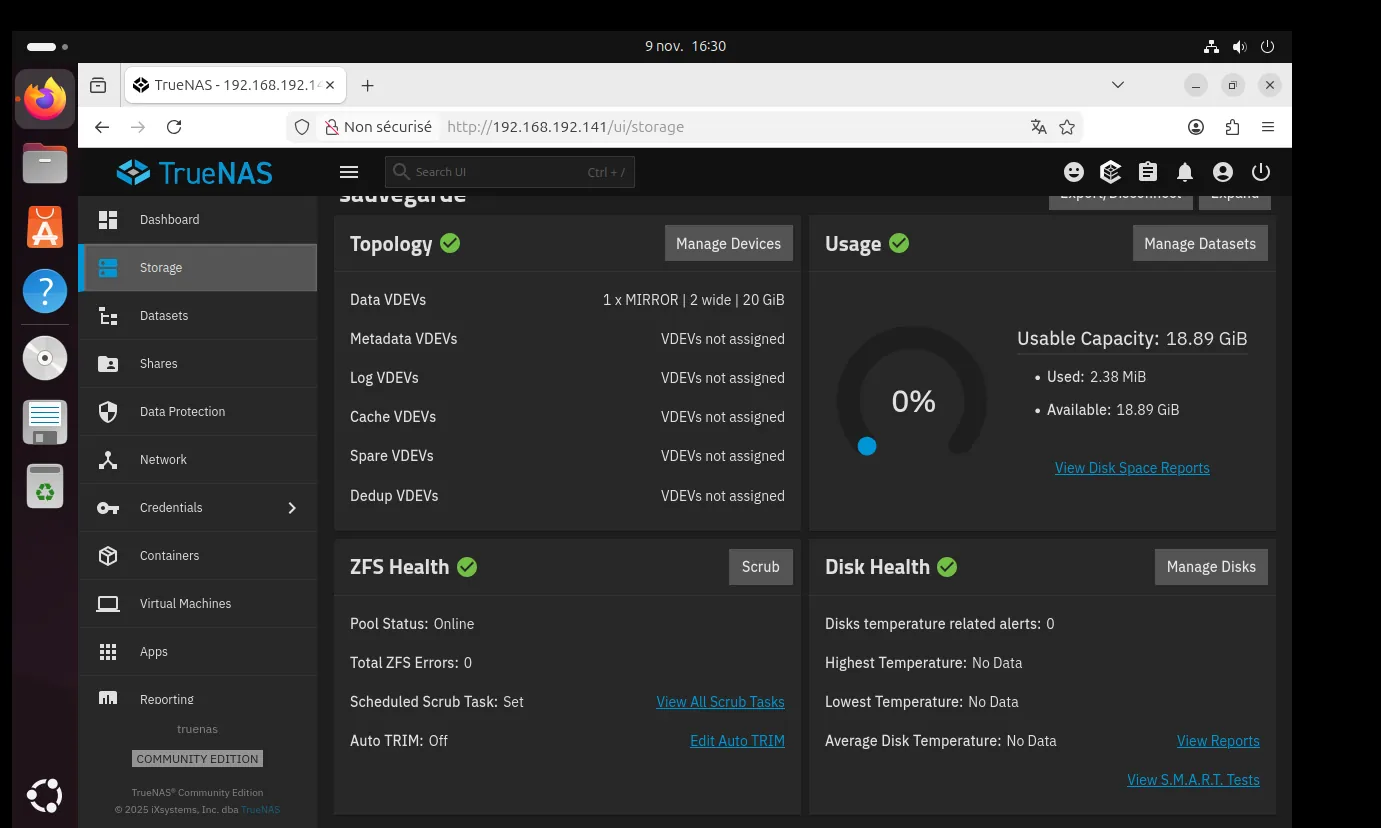 9 nov. 16:30
TrueNAS - 192.168.192.14
Non sécurisé
http://192.168.192.141/ui/storage
TrueNAS
Search UI
Ctrl + /
sauvegarde
Export/Disconnect
Expand
Dashboard
Storage
Datasets
Shares
Data Protection
Network
Credentials
Containers
Virtual Machines
Apps
Reporting
truenas
COMMUNITY EDITION
TrueNAS® Community Edition
© 2025 iXsystems, Inc. dba TrueNAS
Topology
Manage Devices
Data VDEVs 1 x MIRROR | 2 wide | 20 GiB
Metadata VDEVs VDEVs not assigned
Log VDEVs VDEVs not assigned
Cache VDEVs VDEVs not assigned
Spare VDEVs VDEVs not assigned
Dedup VDEVs VDEVs not assigned
Usage
Manage Datasets
0%
Usable Capacity: 18.89 GiB
• Used: 2.38 MiB
• Available: 18.89 GiB
View Disk Space Reports
ZFS Health
Scrub
Pool Status: Online
Total ZFS Errors: 0
Scheduled Scrub Task: Set View All Scrub Tasks
Auto TRIM: Off Edit Auto TRIM
Disk Health
Manage Disks
Disks temperature related alerts: 0
Highest Temperature: No Data
Lowest Temperature: No Data
Average Disk Temperature: No Data View Reports
View S.M.A.R.T. Tests